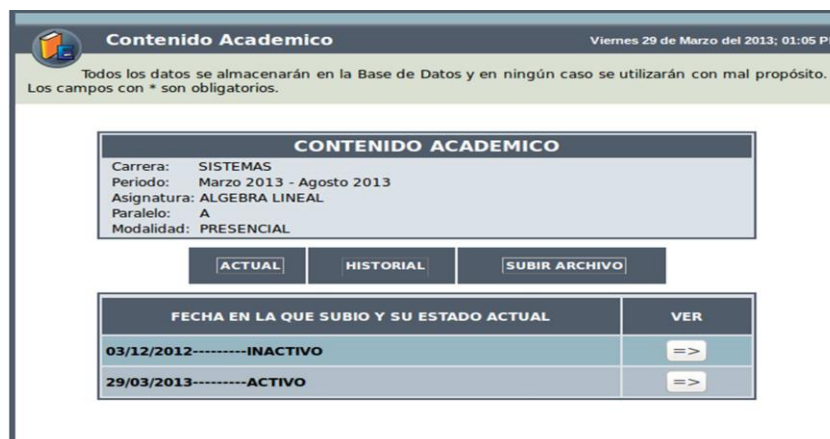 Contenido Academico
Viernes 29 de Marzo del 2013; 01:05 P
Todos los datos se almacenarán en la Base de Datos y en ningún caso se utilizarán con mal propósito.
Los campos con * son obligatorios.
CONTENIDO ACADEMICO
Carrera: SISTEMAS
Periodo: Marzo 2013 - Agosto 2013
Asignatura: ALGEBRA LINEAL
Paralelo: A
Modalidad: PRESENCIAL
ACTUAL HISTORIAL SUBIR ARCHIVO
FECHA EN LA QUE SUBIO Y SU ESTADO ACTUAL VER
03/12/2012---------INACTIVO =>
29/03/2013---------ACTIVO =>